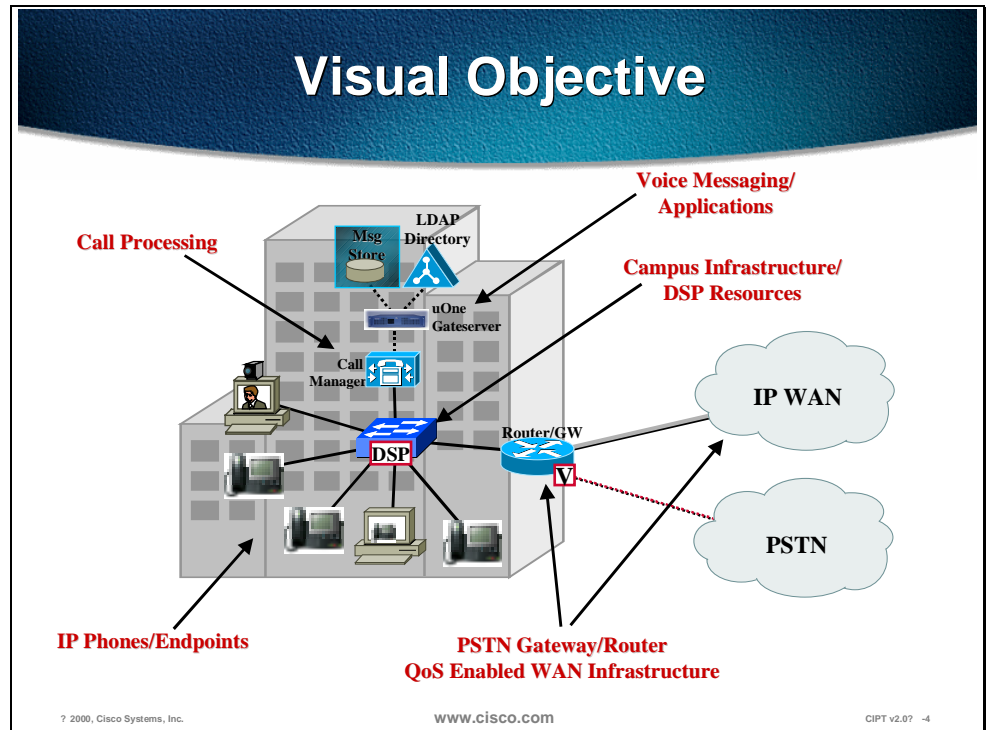 Visual Objective
Voice Messaging/
Applications
Call Processing
LDAP
Directory
Msg
Store
Campus Infrastructure/
DSP Resources
uOne
Gateserver
Call
Manager
IP WAN
Router/GW
DSP
V
PSTN
IP Phones/Endpoints
PSTN Gateway/Router
QoS Enabled WAN Infrastructure
? 2000, Cisco Systems, Inc.
www.cisco.com
CIPT v2.0? -4